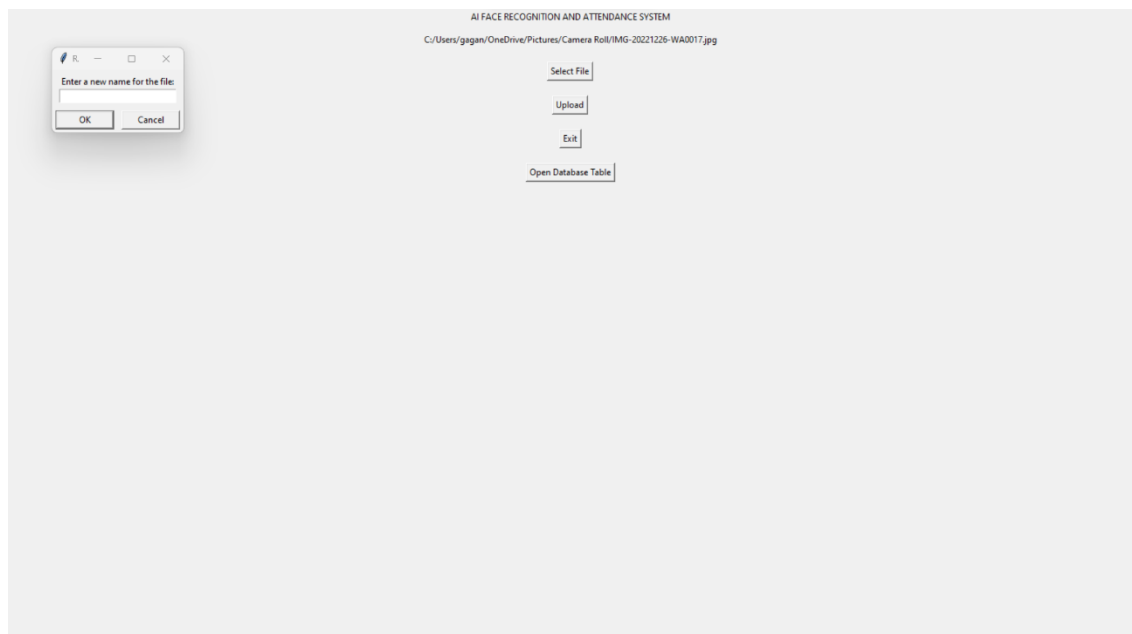 AI FACE RECOGNITION AND ATTENDANCE SYSTEM
C:/Users/gagan/OneDrive/Pictures/Camera Roll/IMG-20221226-WA0017.jpg
R
Enter a new name for the file:
OK Cancel
Select File
Upload
Exit
Open Database Table